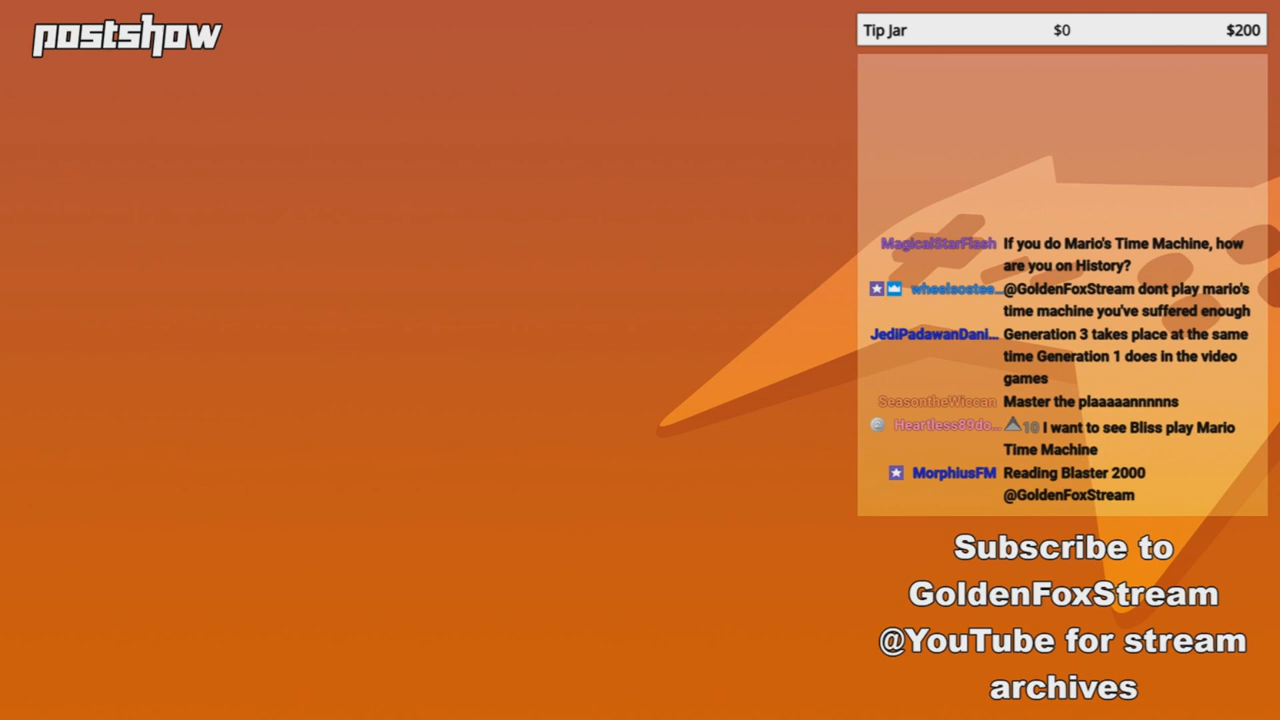 postshow
Tip Jar $0 $200
MagicalStarFlash If you do Mario's Time Machine, how
are you on History?
wheelsostee... @GoldenFoxStream dont play mario's
time machine you've suffered enough
JediPadawanDani... Generation 3 takes place at the same
time Generation 1 does in the video
games
SeasontheWiccan Master the plaaaaannnnns
Heartless89do... 10 I want to see Bliss play Mario
Time Machine
MorphiusFM Reading Blaster 2000
@GoldenFoxStream
Subscribe to
GoldenFoxStream
@YouTube for stream
archives